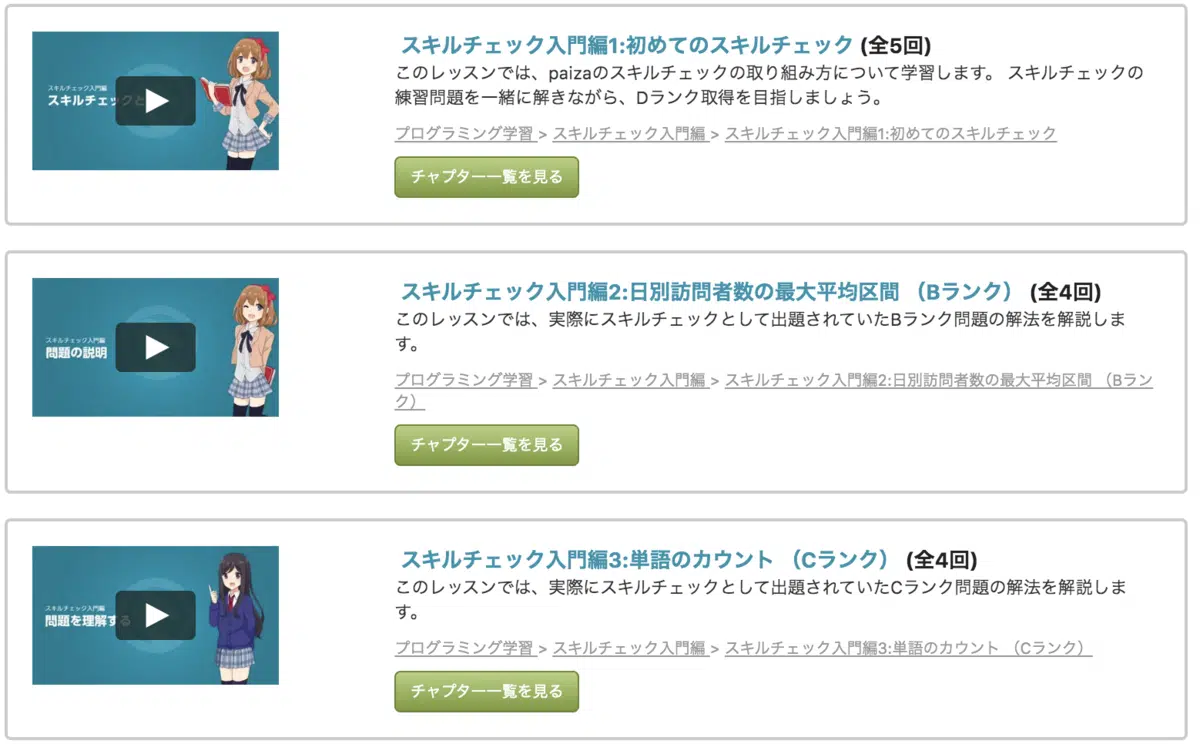 スキルチェック入門編
スキルチェックと
スキルチェック入門編1:初めてのスキルチェック (全5回)
このレッスンでは、paizaのスキルチェックの取り組み方について学習します。 スキルチェックの
練習問題を一緒に解きながら、Dランク取得を目指しましょう。
プログラミング学習 > スキルチェック入門編 > スキルチェック入門編1:初めてのスキルチェック
チャプター一覧を見る
スキルチェック入門編
問題の説明
スキルチェック入門編2:日別訪問者数の最大平均区間 （Bランク） (全4回)
このレッスンでは、実際にスキルチェックとして出題されていたBランク問題の解法を解説しま
す。
プログラミング学習 > スキルチェック入門編 > スキルチェック入門編2:日別訪問者数の最大平均区間 （Bラン
ク）
チャプター一覧を見る
スキルチェック入門編
問題を理解する
スキルチェック入門編3:単語のカウント （Cランク） (全4回)
このレッスンでは、実際にスキルチェックとして出題されていたCランク問題の解法を解説しま
す。
プログラミング学習 > スキルチェック入門編 > スキルチェック入門編3:単語のカウント （Cランク）
チャプター一覧を見る